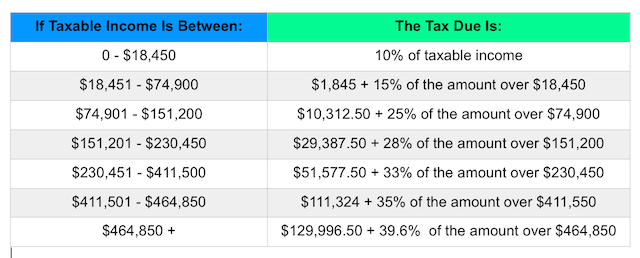 If Taxable Income Is Between: The Tax Due Is:
0 - $18,450 10% of taxable income
$18,451 - $74,900 $1,845 + 15% of the amount over $18,450
$74,901 - $151,200 $10,312.50 + 25% of the amount over $74,900
$151,201 - $230,450 $29,387.50 + 28% of the amount over $151,200
$230,451 - $411,500 $51,577.50 + 33% of the amount over $230,450
$411,501 - $464,850 $111,324 + 35% of the amount over $411,550
$464,850 + $129,996.50 + 39.6% of the amount over $464,850